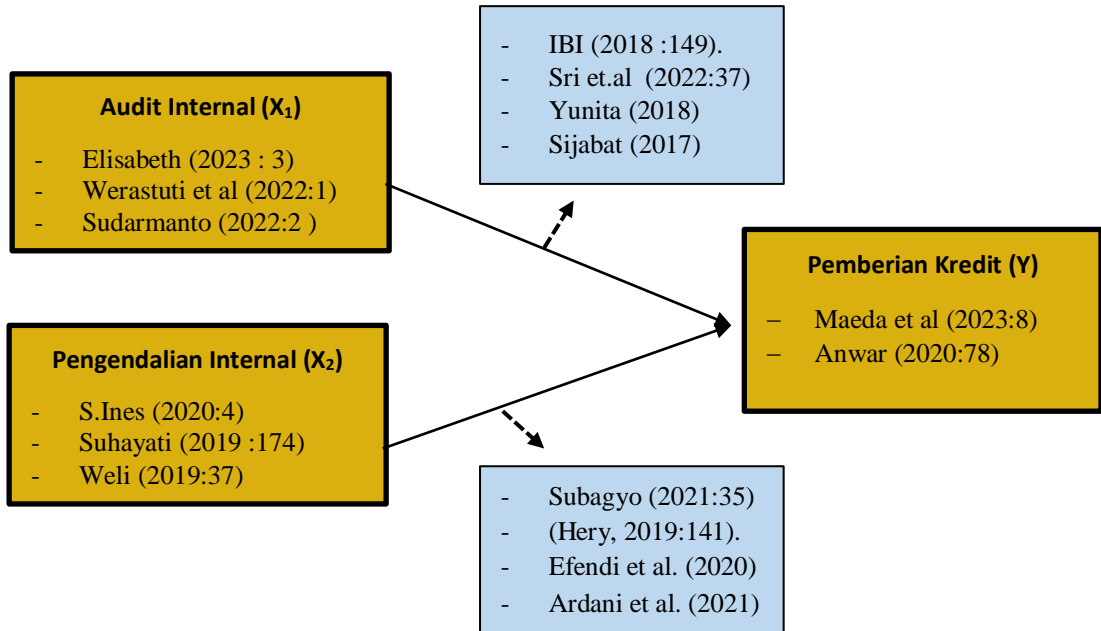 - IBI (2018 :149).
- Sri et.al (2022:37)
- Yunita (2018)
- Sijabat (2017)
Audit Internal (X₁)
- Elisabeth (2023 : 3)
- Werastuti et al (2022:1)
- Sudarmanto (2022:2 )
Pemberian Kredit (Y)
– Maeda et al (2023:8)
– Anwar (2020:78)
Pengendalian Internal (X₂)
- S.Ines (2020:4)
- Suhayati (2019 :174)
- Weli (2019:37)
- Subagyo (2021:35)
- (Hery, 2019:141).
- Efendi et al. (2020)
- Ardani et al. (2021)